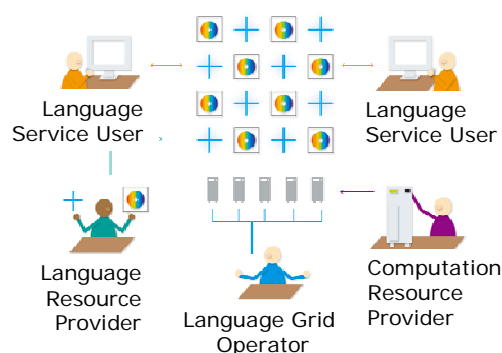 Language
Service User
Language
Service User
Language
Resource
Provider
Language Grid
Operator
Computation
Resource
Provider